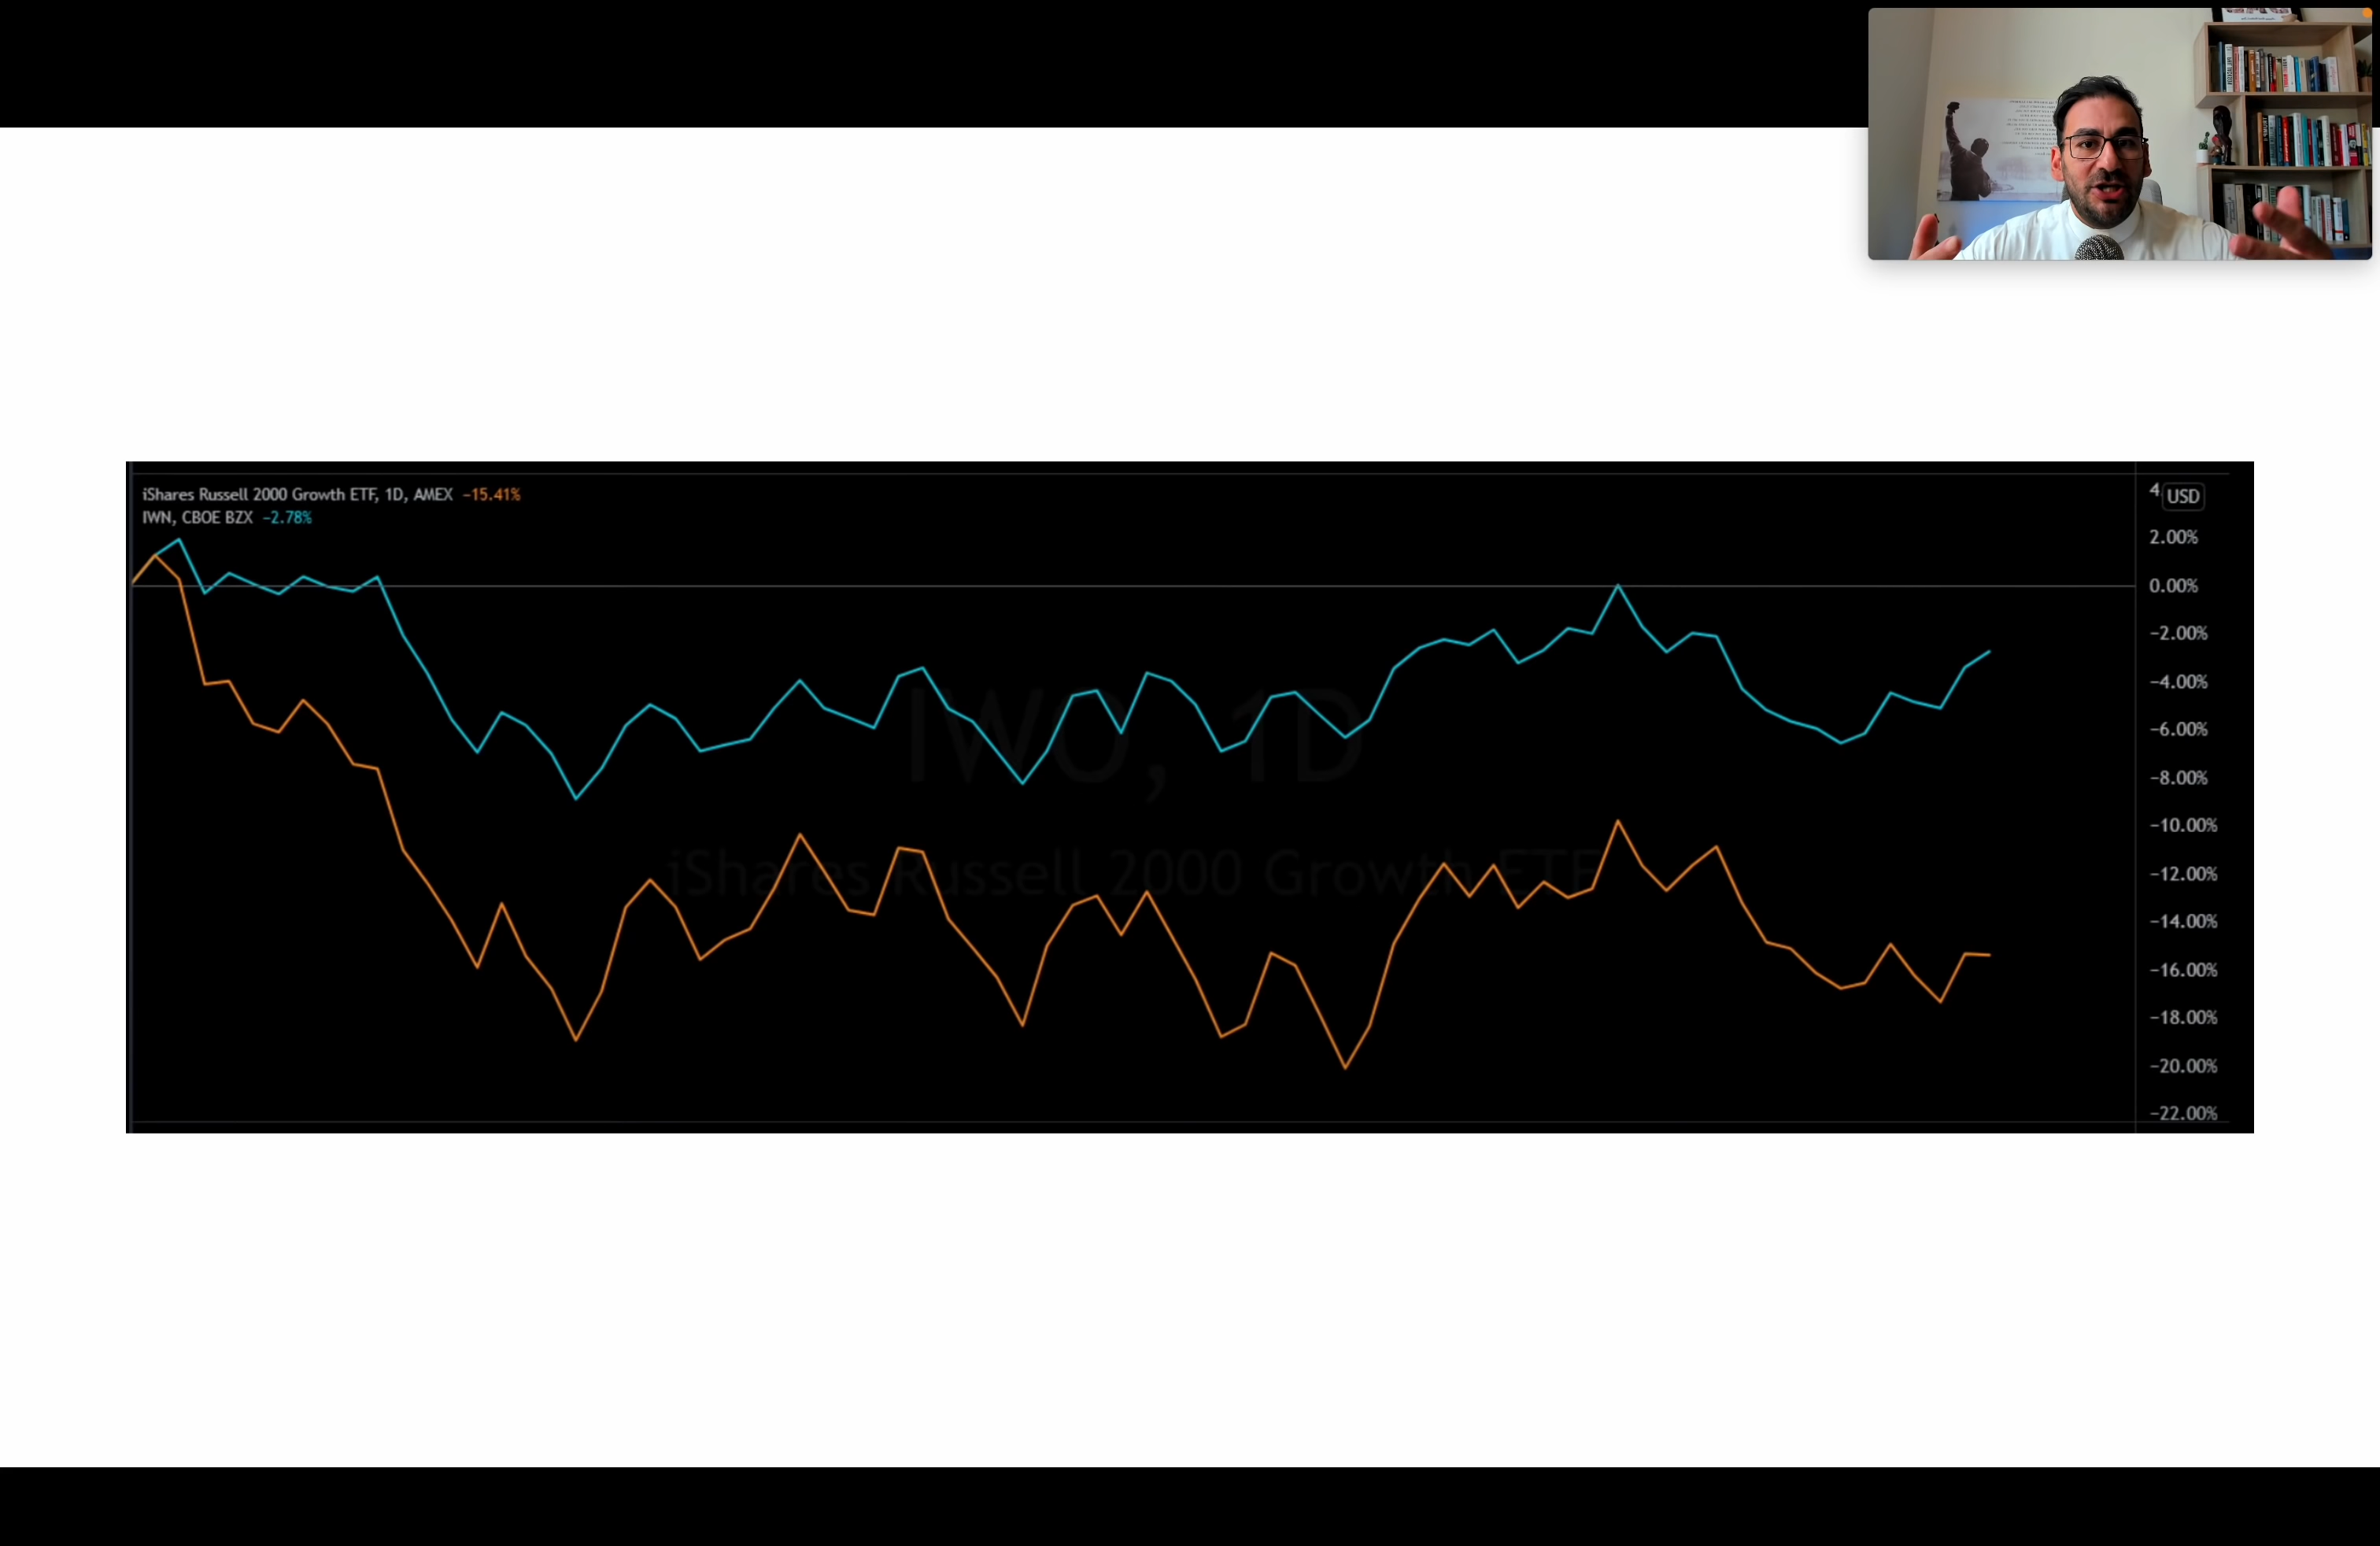 iShares Russell 2000 Growth ETF, 1D, AMEX −15.41%
IWN, CBOE BZX −2.78%
4
USD
2.00%
0.00%
−2.00%
−4.00%
−6.00%
−8.00%
−10.00%
−12.00%
−14.00%
−16.00%
−18.00%
−20.00%
−22.00%
IWO, 1D
iShares Russell 2000 Growth ETF